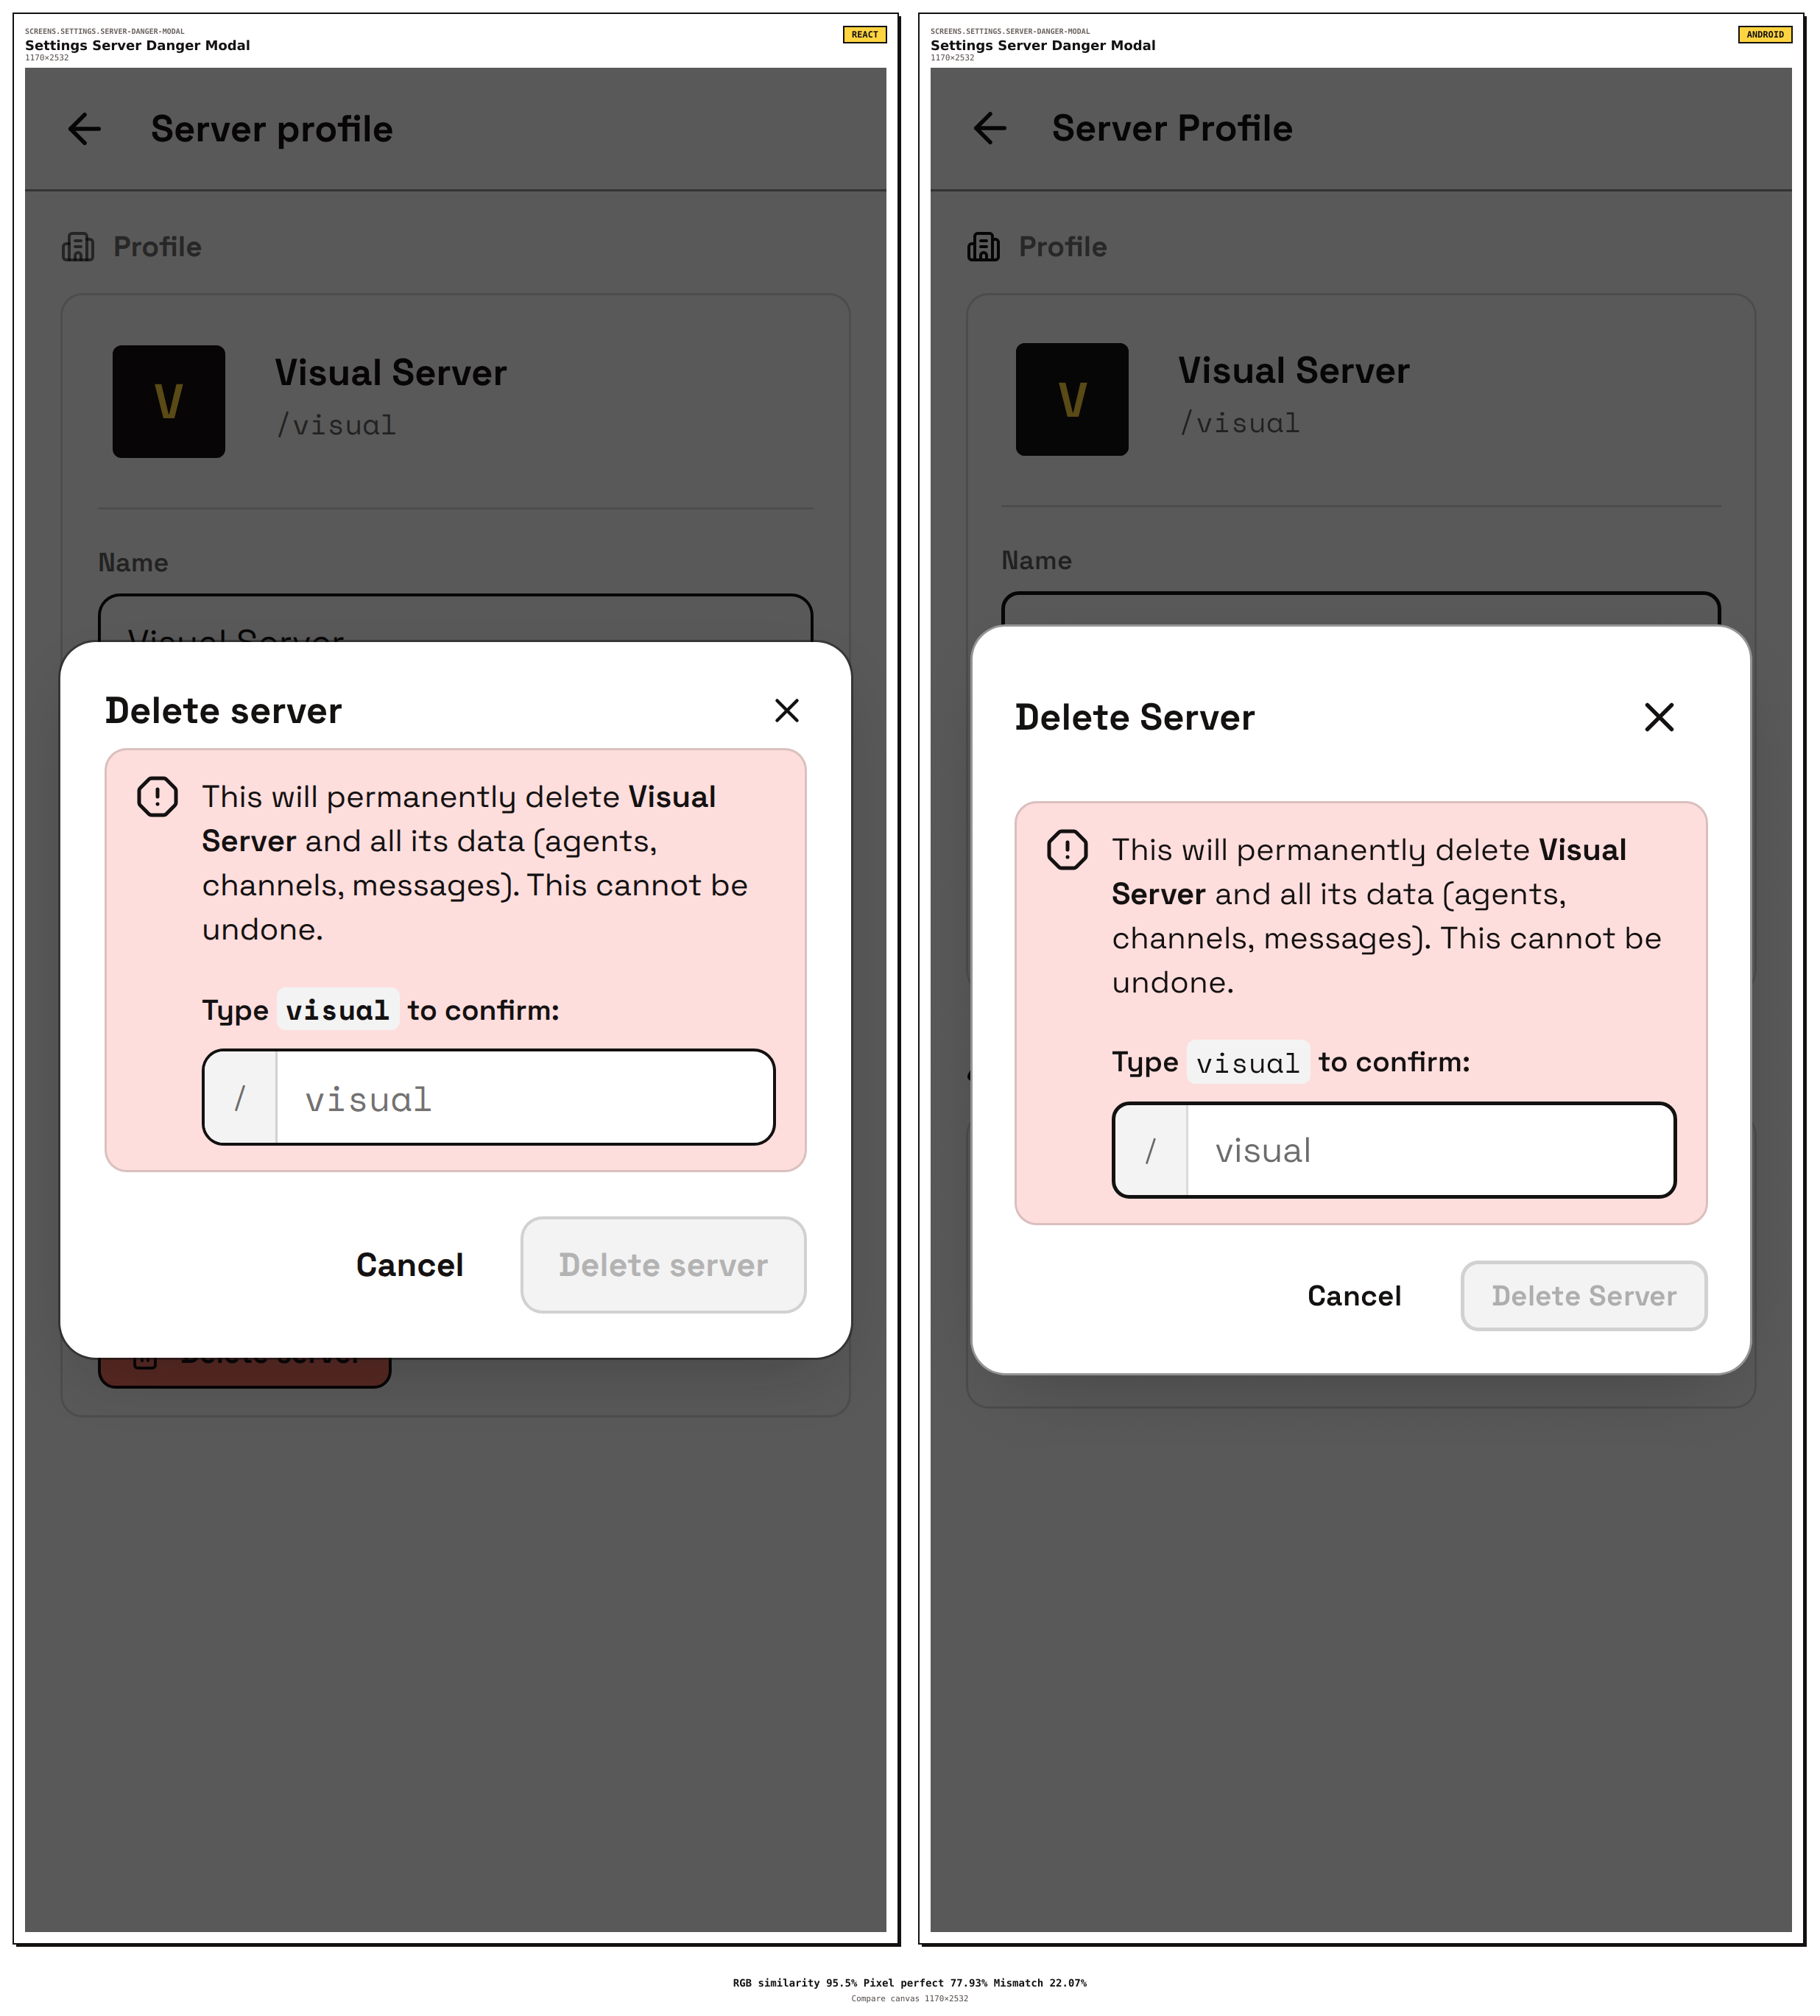 SCREENS.SETTINGS.SERVER-DANGER-MODAL
Settings Server Danger Modal
1170×2532
REACT
Server profile
Profile
V
Visual Server
/visual
Name
Visual Server
Delete server
This will permanently delete Visual
Server and all its data (agents,
channels, messages). This cannot be
undone.
Type visual to confirm:
/ visual
Cancel
Delete server
Delete server
SCREENS.SETTINGS.SERVER-DANGER-MODAL
Settings Server Danger Modal
1170×2532
ANDROID
Server Profile
Profile
V
Visual Server
/visual
Name
Delete Server
This will permanently delete Visual
Server and all its data (agents,
channels, messages). This cannot be
undone.
Type visual to confirm:
/ visual
Cancel
Delete Server
RGB similarity 95.5% Pixel perfect 77.93% Mismatch 22.07%
Compare canvas 1170×2532